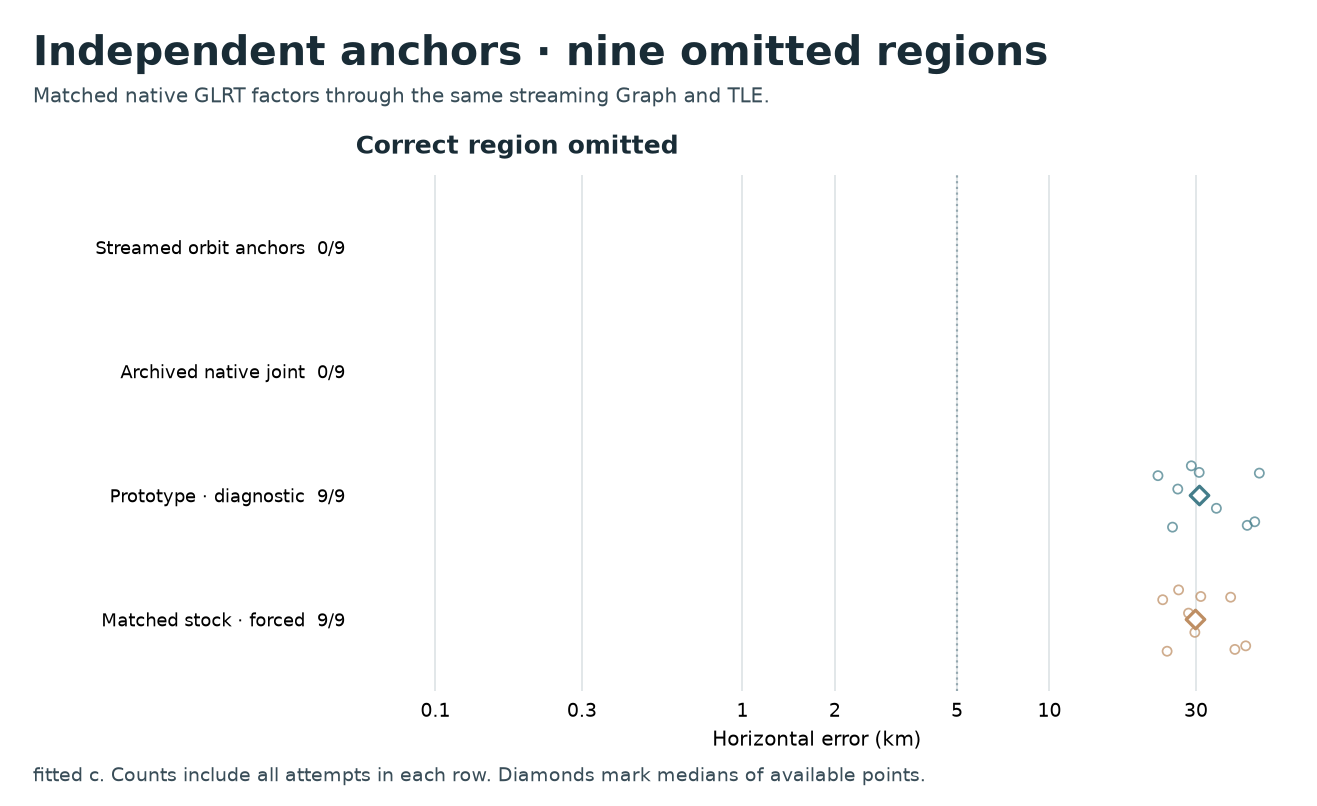 Independent anchors · nine omitted regions
Matched native GLRT factors through the same streaming Graph and TLE.
Correct region omitted
Streamed orbit anchors 0/9
Archived native joint 0/9
Prototype · diagnostic 9/9
Matched stock · forced 9/9
0.1 0.3 1 2 5 10 30
Horizontal error (km)
fitted c. Counts include all attempts in each row. Diamonds mark medians of available points.